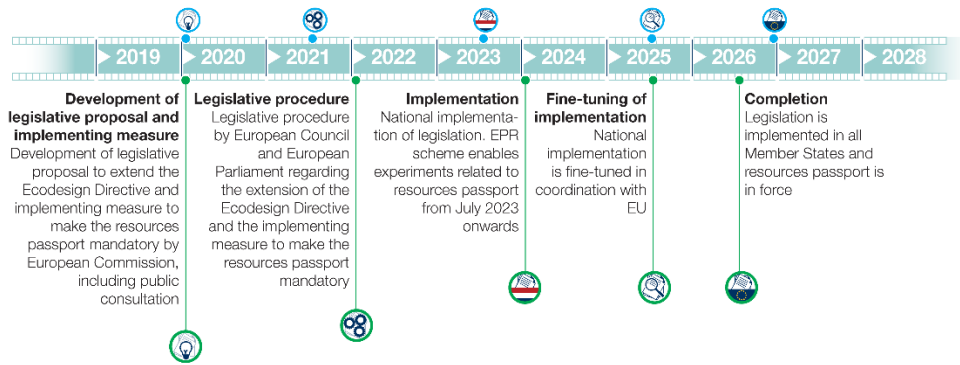 2019 2020 2021 2022 2023 2024 2025 2026 2027 2028
Development of
legislative proposal and
implementing measure
Development of legislative
proposal to extend the
Ecodesign Directive and
implementing measure to
make the resources
passport mandatory by
European Commission,
including public
consultation
Legislative procedure
Legislative procedure
by European Council
and European
Parliament regarding
the extension of the
Ecodesign Directive
and the implementing
measure to make the
resources passport
mandatory
Implementation
National implementa-
tion of legislation. EPR
scheme enables
experiments related to
resources passport
from July 2023
onwards
Fine-tuning of
implementation
National
implementation
is fine-tuned in
coordination with
EU
Completion
Legislation is
implemented in all
Member States and
resources passport is
in force